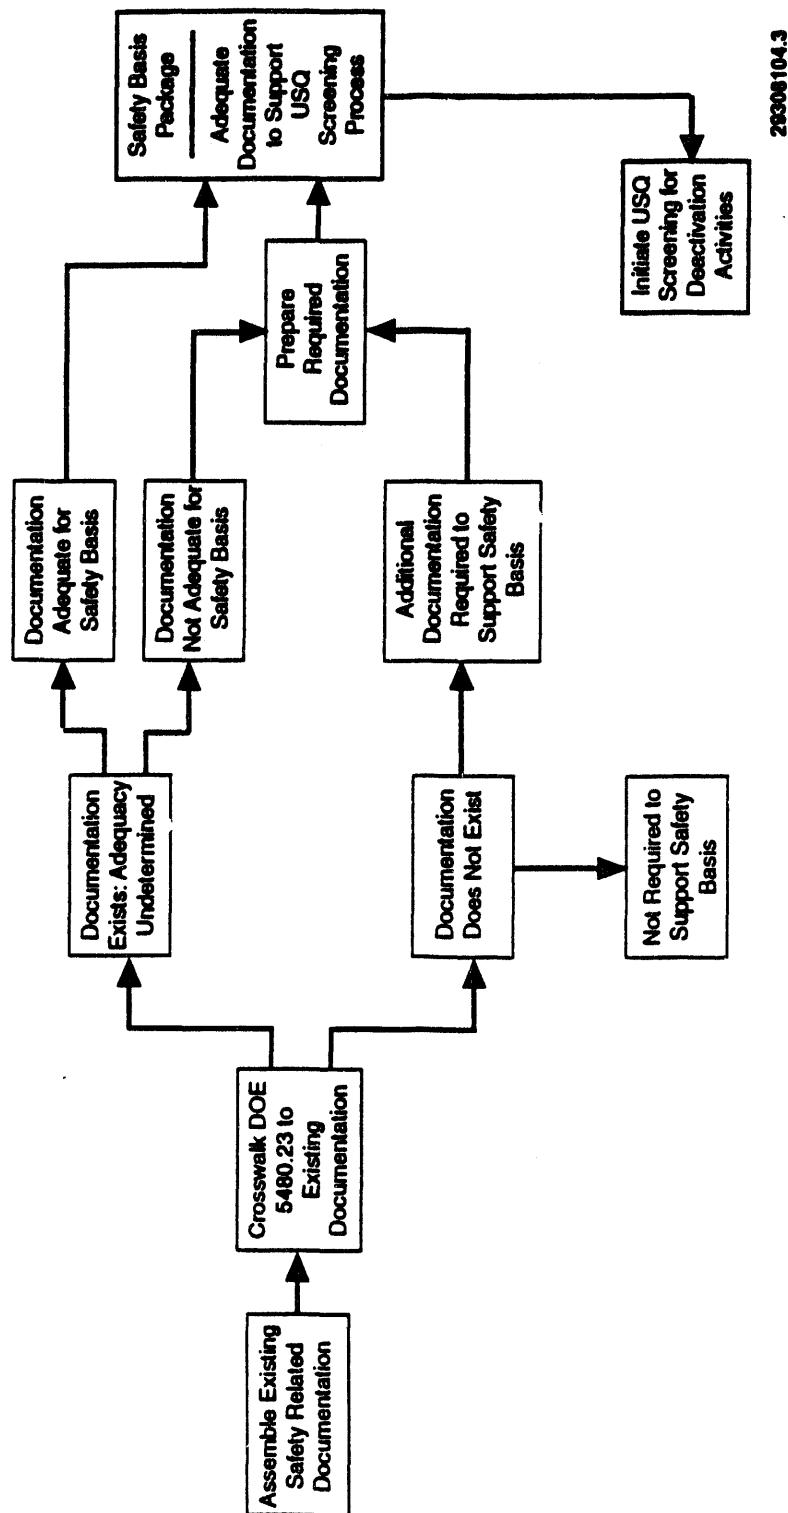 Assemble Existing
Safety Related
Documentation
Crosswalk DOE
5480.23 to
Existing
Documentation
Documentation
Exists: Adequacy
Undetermined
Documentation
Does Not Exist
Documentation
Adequate for
Safety Basis
Documentation
Not Adequate for
Safety Basis
Additional
Documentation
Required to
Support Safety
Basis
Not Required to
Support Safety
Basis
Prepare
Required
Documentation
Safety Basis
Package
Adequate
Documentation
to Support
USQ
Screening
Process
Initiate USQ
Screening for
Deactivation
Activities
29308104.3